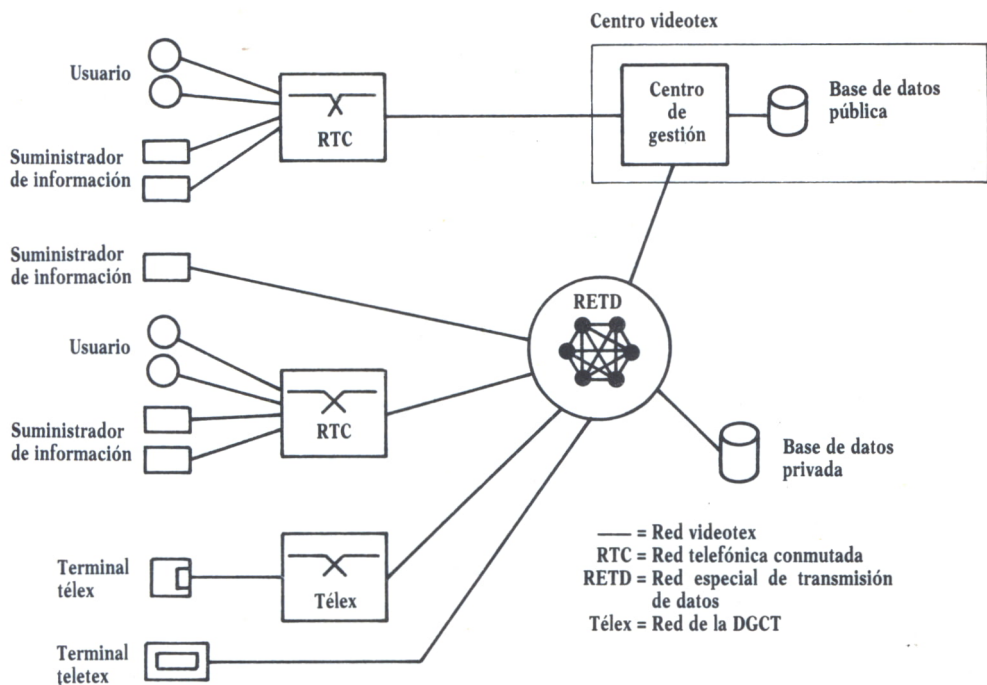 Centro videotex
Usuario
RTC
Centro
de
gestión
Base de datos
pública
Suministrador
de información
Suministrador
de información
RETD
Usuario
RTC
Suministrador
de información
Base de datos
privada
— = Red videotex
RTC = Red telefónica conmutada
RETD = Red especial de transmisión
de datos
Télex = Red de la DGCT
Terminal
télex
Télex
Terminal
teletex